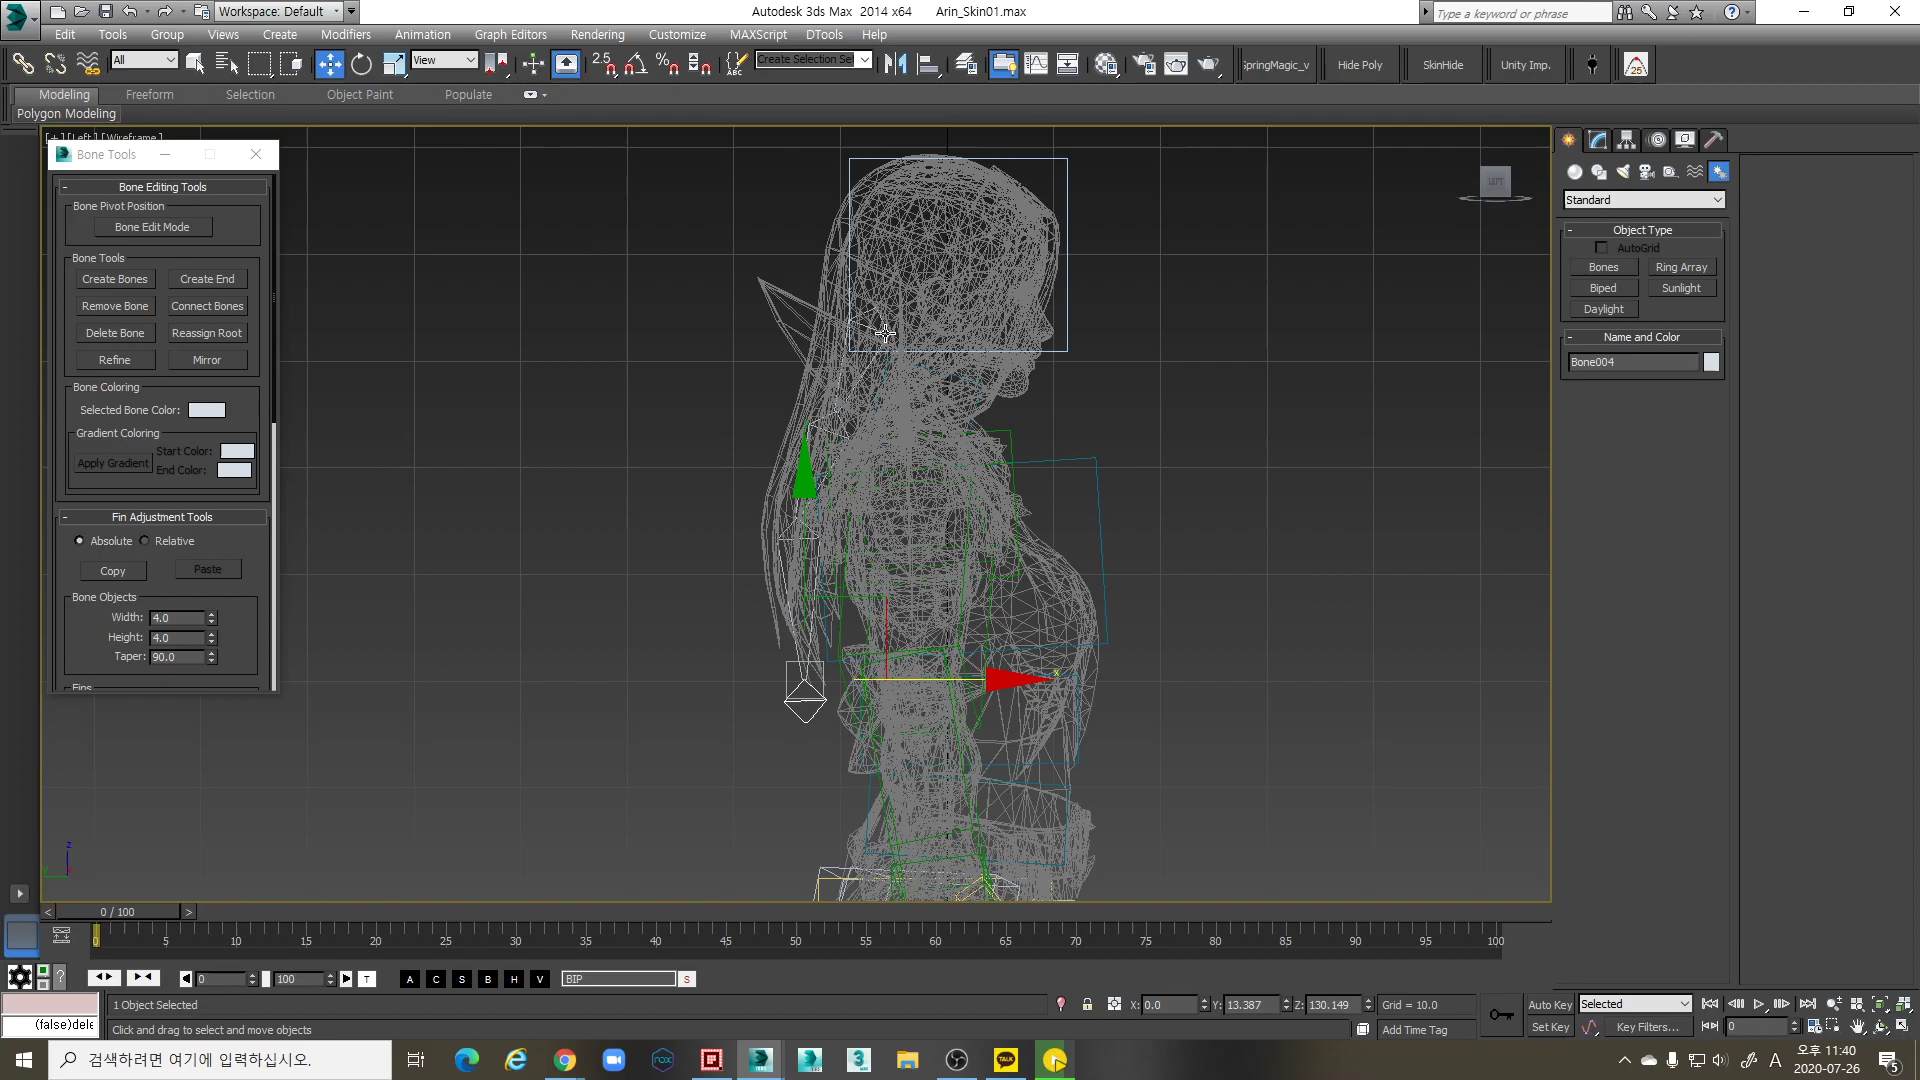 Workspace: Default
Autodesk 3ds Max 2014 x64 Arin_Skin01.max
Type a keyword or phrase
Edit Tools Group Views Create Modifiers Animation Graph Editors Rendering Customize MAXScript DTools Help
All View 2.5 Create Selection Se SpringMagic_v Hide Poly SkinHide Unity Imp. 25
Modeling Freeform Selection Object Paint Populate
Polygon Modeling
[+][Left][Wireframe]
Bone Tools
Bone Editing Tools
Bone Pivot Position
Bone Edit Mode
Bone Tools
Create Bones Create End
Remove Bone Connect Bones
Delete Bone Reassign Root
Refine Mirror
Bone Coloring
Selected Bone Color:
Gradient Coloring
Start Color:
Apply Gradient
End Color:
Fin Adjustment Tools
Absolute Relative
Copy Paste
Bone Objects
Width: 4.0
Height: 4.0
Taper: 90.0
Fins
LEFT
x
z
y
Standard
Object Type
AutoGrid
Bones Ring Array
Biped Sunlight
Daylight
Name and Color
Bone004
< 0 / 100 >
0 5 10 15 20 25 30 35 40 45 50 55 60 65 70 75 80 85 90 95 100
0 100 T A C S B H V BIP S
1 Object Selected X: 0.0 Y: 13.387 Z: 130.149 Grid = 10.0 Auto Key Selected
(false)dele Click and drag to select and move objects Add Time Tag Set Key Key Filters... 0
검색하려면 여기에 입력하십시오.
TALK
A 오후 11:40
2020-07-26
5